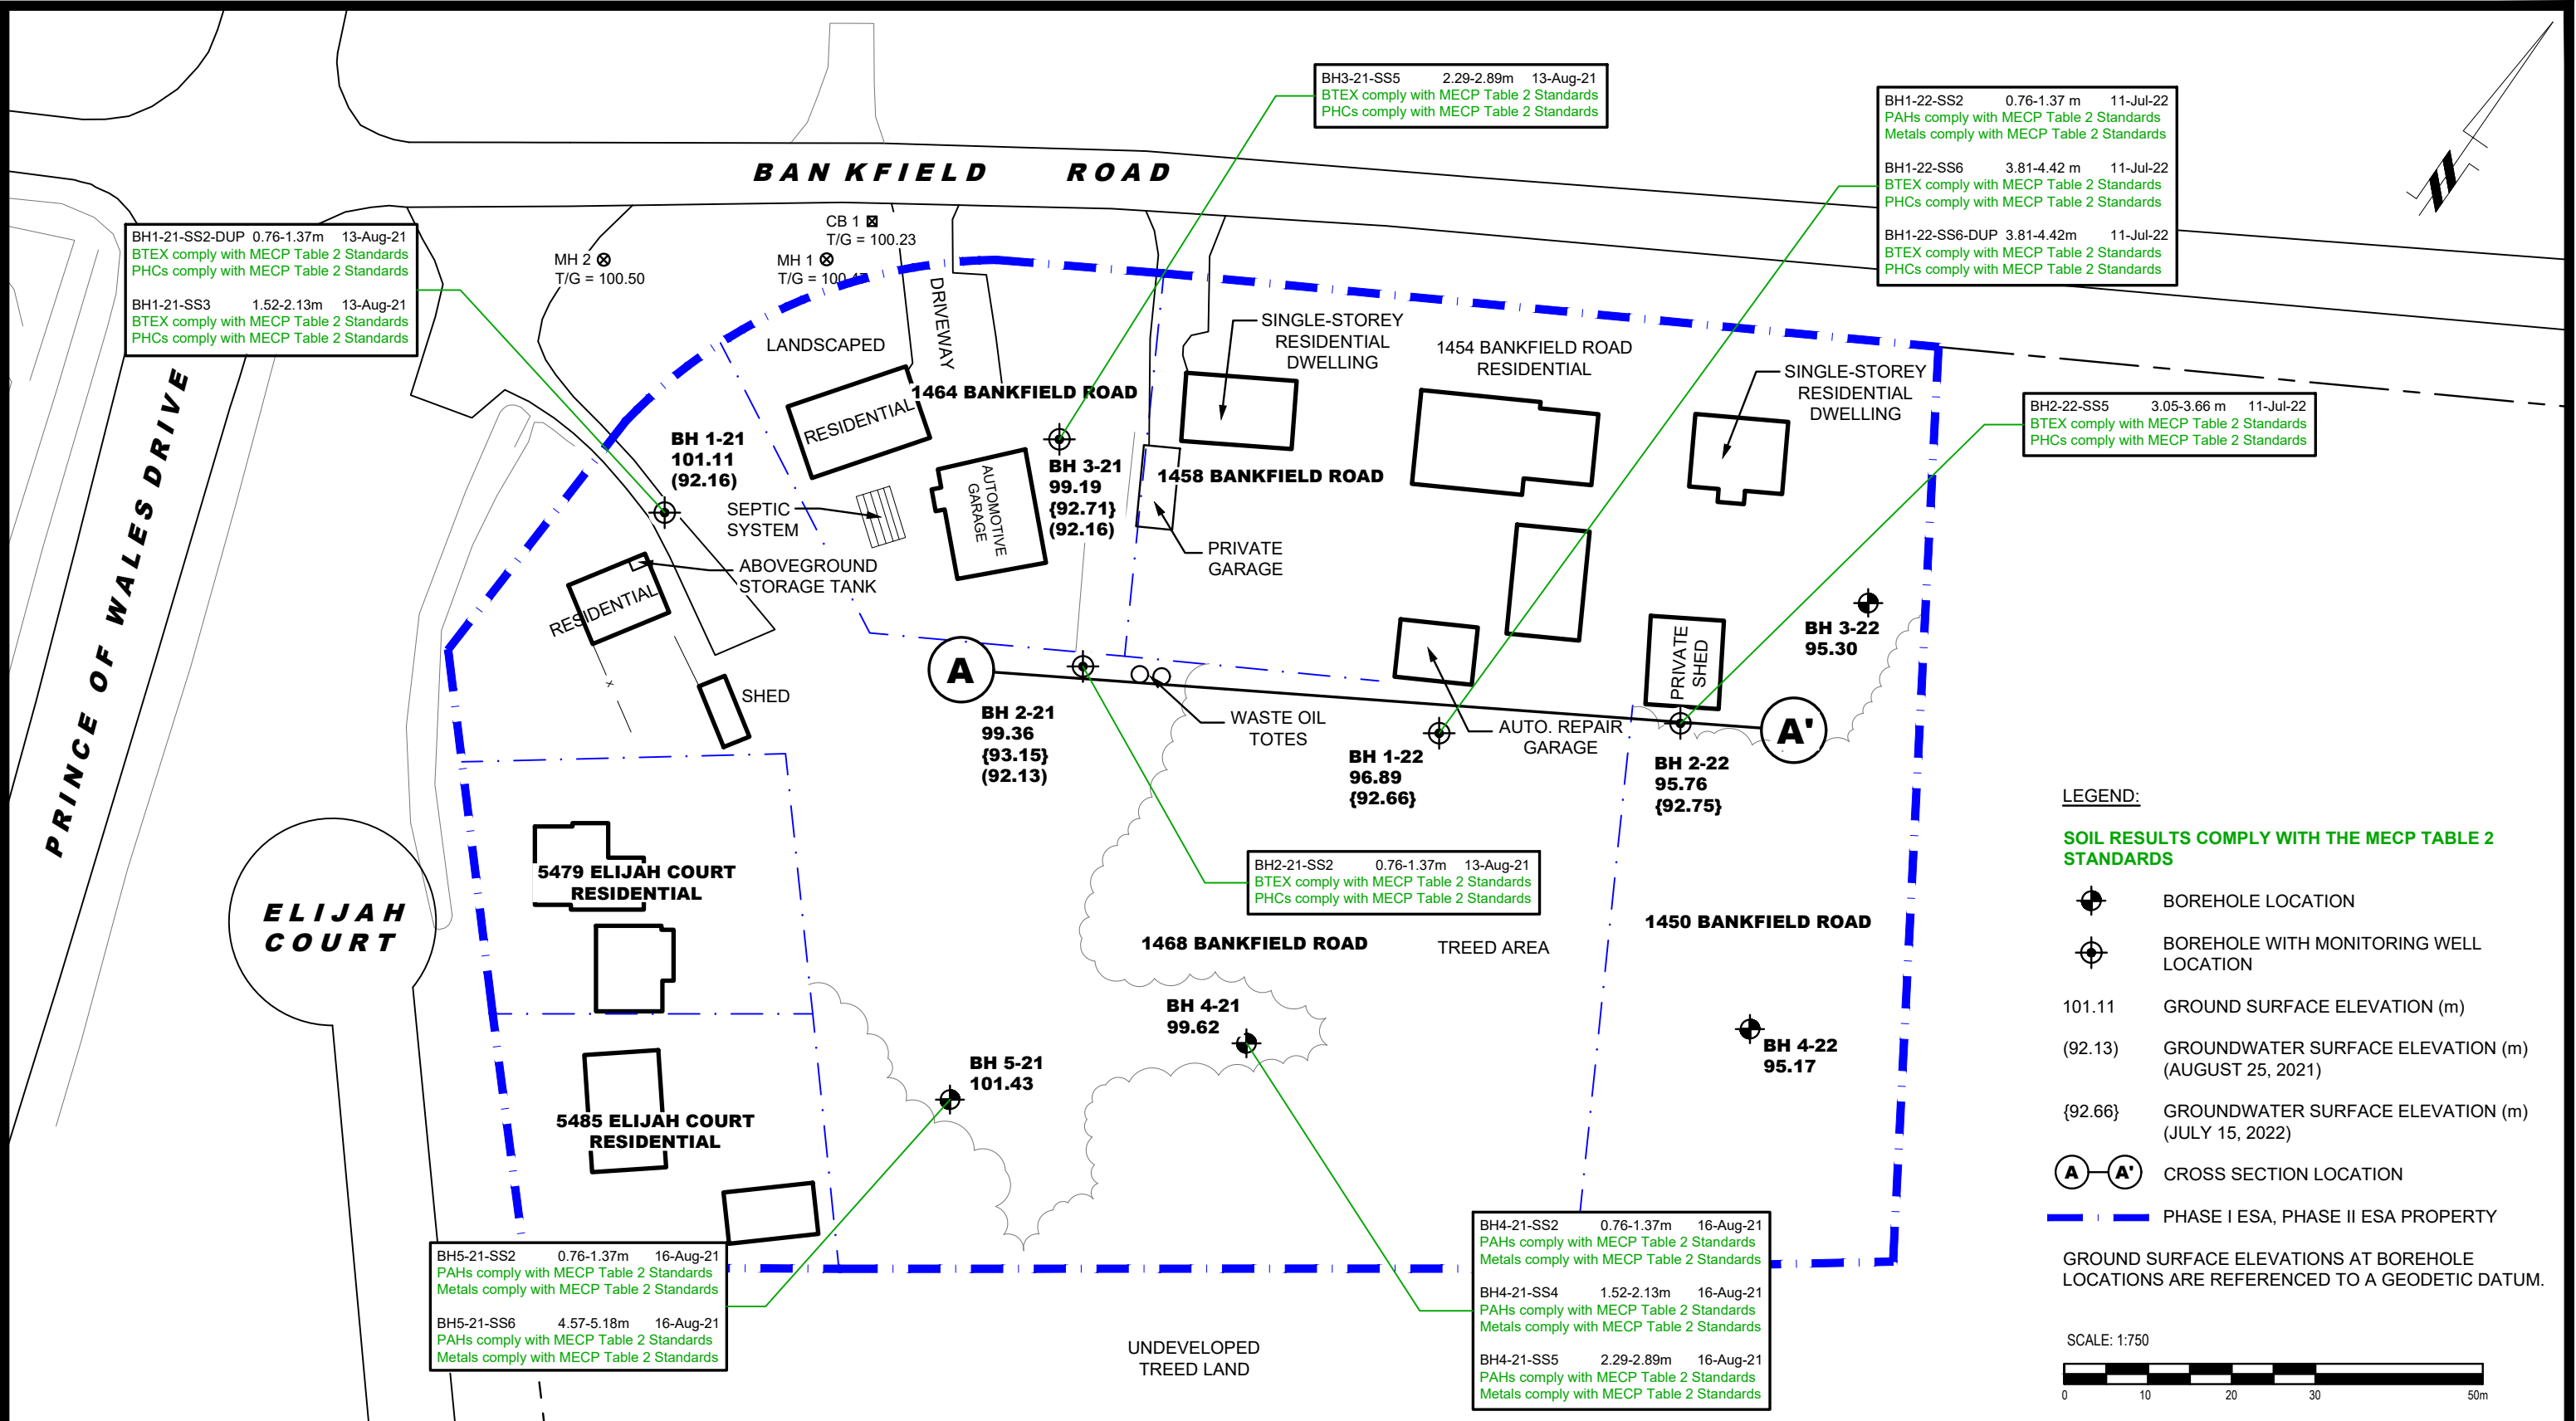 BANKFIELD ROAD
BH3-21-SS5 2.29-2.89m 13-Aug-21
BTEX comply with MECP Table 2 Standards
PHCs comply with MECP Table 2 Standards
BH1-22-SS2 0.76-1.37 m 11-Jul-22
PAHs comply with MECP Table 2 Standards
Metals comply with MECP Table 2 Standards
BH1-22-SS6 3.81-4.42 m 11-Jul-22
BTEX comply with MECP Table 2 Standards
PHCs comply with MECP Table 2 Standards
BH1-22-SS6-DUP 3.81-4.42m 11-Jul-22
BTEX comply with MECP Table 2 Standards
PHCs comply with MECP Table 2 Standards
BH1-21-SS2-DUP 0.76-1.37m 13-Aug-21
BTEX comply with MECP Table 2 Standards
PHCs comply with MECP Table 2 Standards
BH1-21-SS3 1.52-2.13m 13-Aug-21
BTEX comply with MECP Table 2 Standards
PHCs comply with MECP Table 2 Standards
CB 1
T/G = 100.23
MH 2
T/G = 100.50
MH 1
T/G =
DRIVEWAY
LANDSCAPED
SINGLE-STOREY
RESIDENTIAL
DWELLING
1454 BANKFIELD ROAD
RESIDENTIAL
SINGLE-STOREY
RESIDENTIAL
DWELLING
1464 BANKFIELD ROAD
RESIDENTIAL
BH2-22-SS5 3.05-3.66 m 11-Jul-22
BTEX comply with MECP Table 2 Standards
PHCs comply with MECP Table 2 Standards
PRINCE OF WALES DRIVE
BH 1-21
101.11
(92.16)
BH 3-21
99.19
{92.71}
(92.16)
1458 BANKFIELD ROAD
AUTOMOTIVE
GARAGE
SEPTIC
SYSTEM
PRIVATE
GARAGE
ABOVEGROUND
STORAGE TANK
RESIDENTIAL
x
BH 3-22
95.30
PRIVATE
SHED
A
SHED
BH 2-21
99.36
{93.15}
(92.13)
WASTE OIL
TOTES
BH 1-22
96.89
{92.66}
AUTO. REPAIR
GARAGE
A'
BH 2-22
95.76
{92.75}
BH2-21-SS2 0.76-1.37m 13-Aug-21
BTEX comply with MECP Table 2 Standards
PHCs comply with MECP Table 2 Standards
5479 ELIJAH COURT
RESIDENTIAL
ELIJAH
COURT
1450 BANKFIELD ROAD
1468 BANKFIELD ROAD
TREED AREA
BH 4-21
99.62
BH 4-22
95.17
BH 5-21
101.43
5485 ELIJAH COURT
RESIDENTIAL
BH5-21-SS2 0.76-1.37m 16-Aug-21
PAHs comply with MECP Table 2 Standards
Metals comply with MECP Table 2 Standards
BH5-21-SS6 4.57-5.18m 16-Aug-21
PAHs comply with MECP Table 2 Standards
Metals comply with MECP Table 2 Standards
BH4-21-SS2 0.76-1.37m 16-Aug-21
PAHs comply with MECP Table 2 Standards
Metals comply with MECP Table 2 Standards
BH4-21-SS4 1.52-2.13m 16-Aug-21
PAHs comply with MECP Table 2 Standards
Metals comply with MECP Table 2 Standards
BH4-21-SS5 2.29-2.89m 16-Aug-21
PAHs comply with MECP Table 2 Standards
Metals comply with MECP Table 2 Standards
UNDEVELOPED
TREED LAND
LEGEND:
SOIL RESULTS COMPLY WITH THE MECP TABLE 2
STANDARDS
BOREHOLE LOCATION
BOREHOLE WITH MONITORING WELL
LOCATION
101.11 GROUND SURFACE ELEVATION (m)
(92.13) GROUNDWATER SURFACE ELEVATION (m)
(AUGUST 25, 2021)
{92.66} GROUNDWATER SURFACE ELEVATION (m)
(JULY 15, 2022)
A A' CROSS SECTION LOCATION
PHASE I ESA, PHASE II ESA PROPERTY
GROUND SURFACE ELEVATIONS AT BOREHOLE
LOCATIONS ARE REFERENCED TO A GEODETIC DATUM.
SCALE: 1:750
0 10 20 30 50m